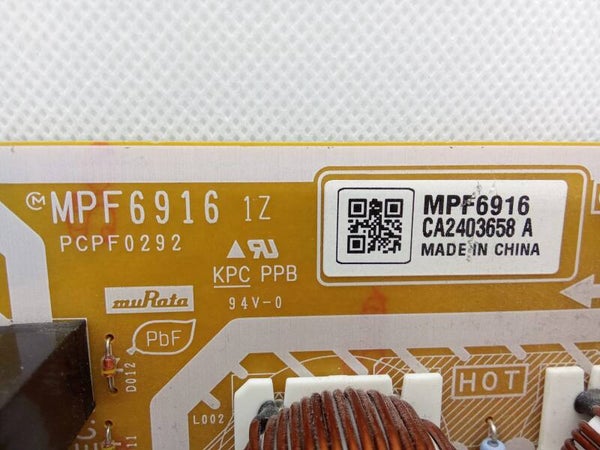 MPF6916 1Z
PCPF0292
KPC PPB
94V-0
muRata
PbF
MPF6916
CA2403658 A
MADE IN CHINA
D012
L002
HOT